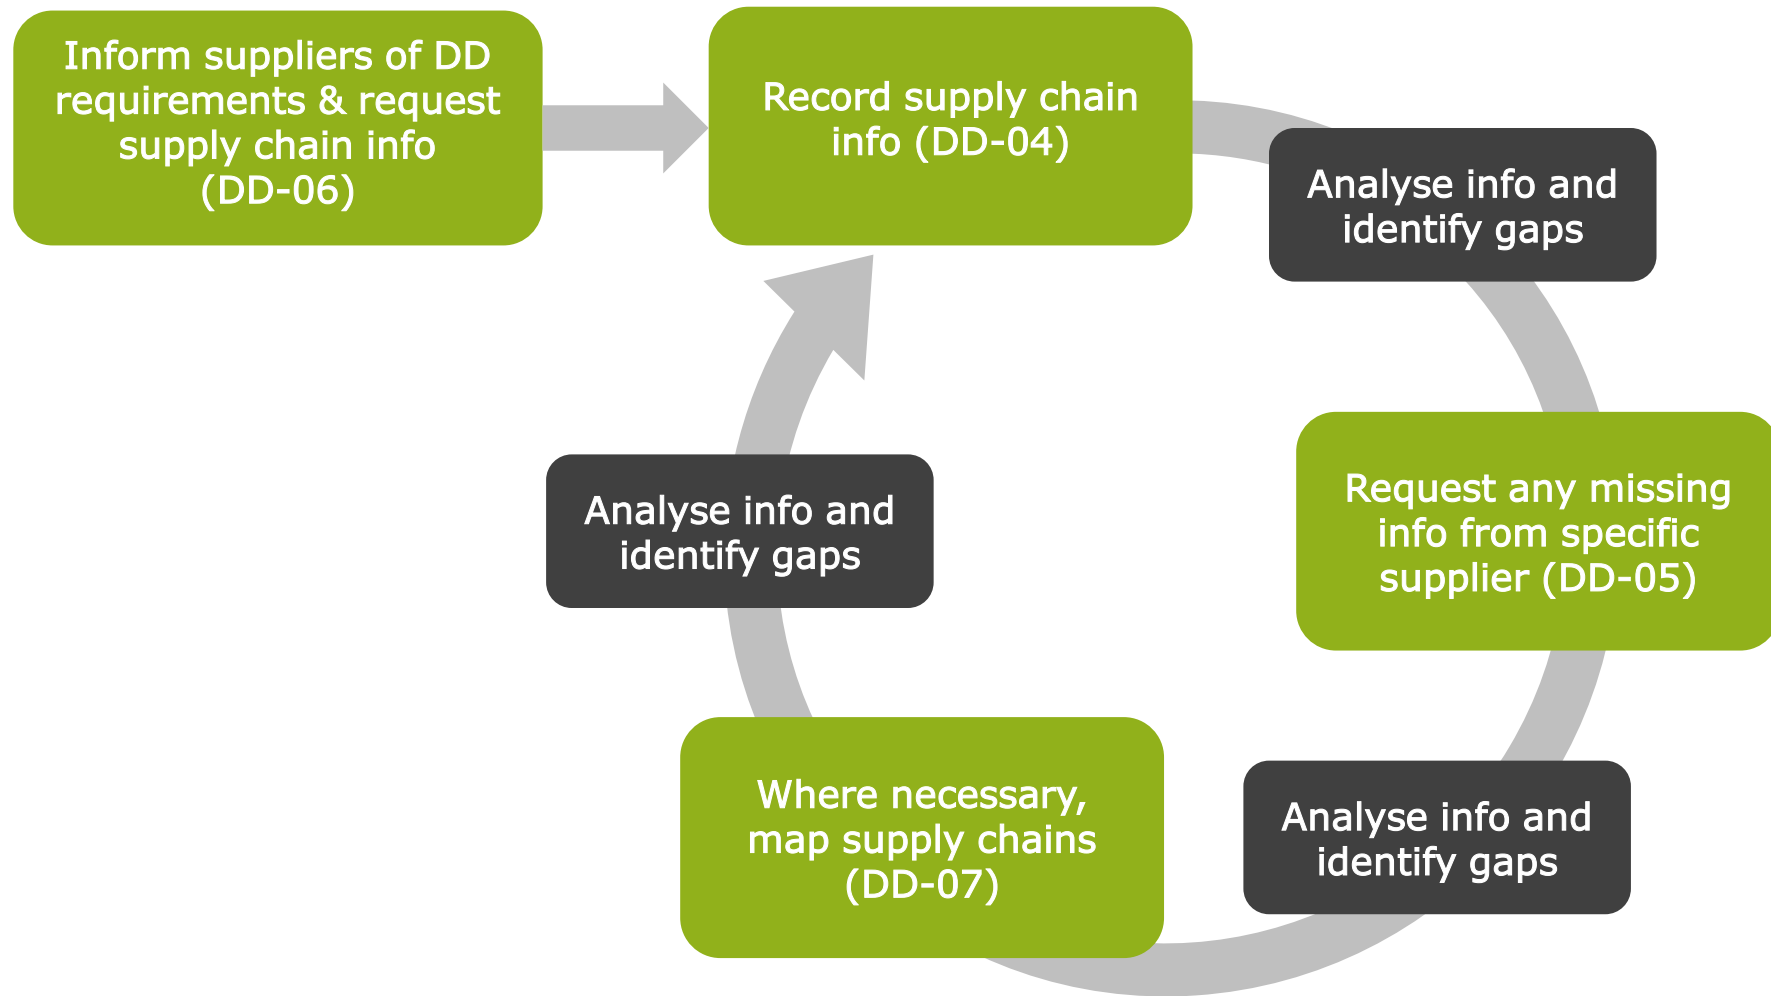 Inform suppliers of DD
requirements & request
supply chain info
(DD-06)
Record supply chain
info (DD-04)
Analyse info and
identify gaps
Request any missing
info from specific
supplier (DD-05)
Analyse info and
identify gaps
Where necessary,
map supply chains
(DD-07)
Analyse info and
identify gaps